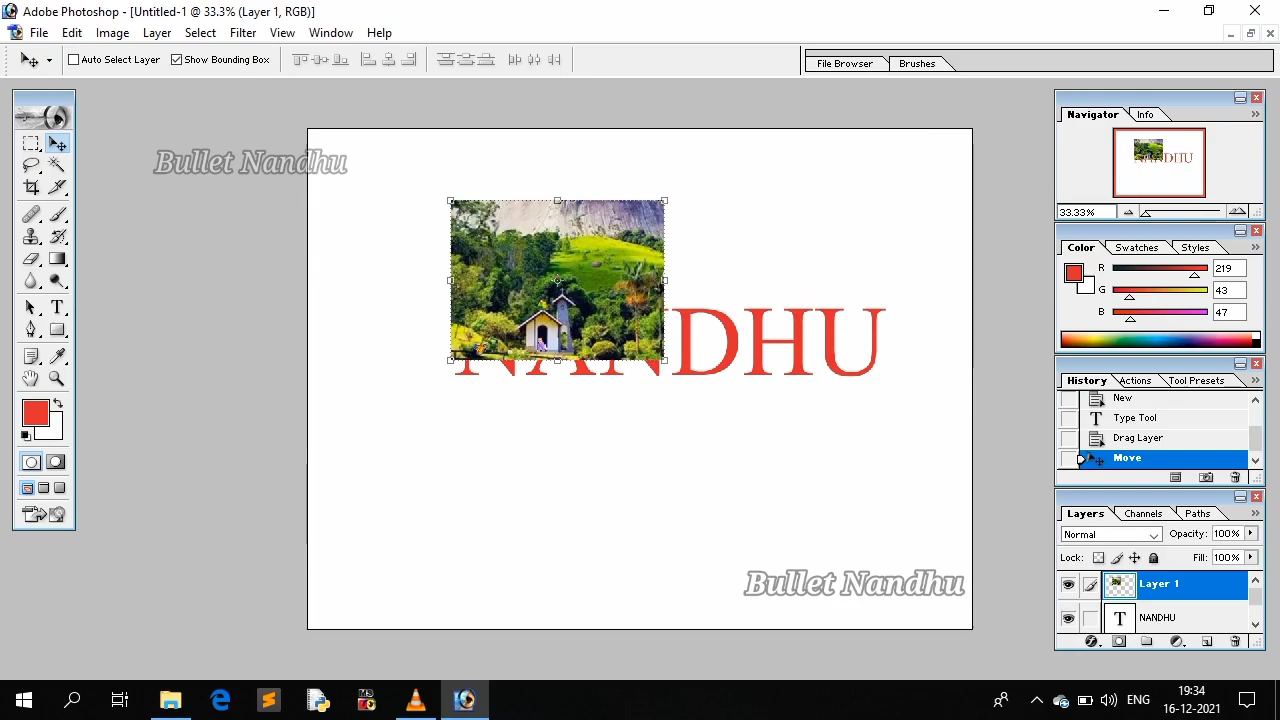 Adobe Photoshop - [Untitled-1 @ 33.3% (Layer 1, RGB)]
File Edit Image Layer Select Filter View Window Help
Auto Select Layer Show Bounding Box
File Browser Brushes
Navigator Info
33.33%
Color Swatches Styles
R 219
G 43
B 47
History Actions Tool Presets
New
Type Tool
Drag Layer
Move
Layers Channels Paths
Normal Opacity: 100%
Lock: Fill: 100%
Layer 1
T NANDHU
Bullet Nandhu
NANDHU
Bullet Nandhu
ENG
19:34
16-12-2021